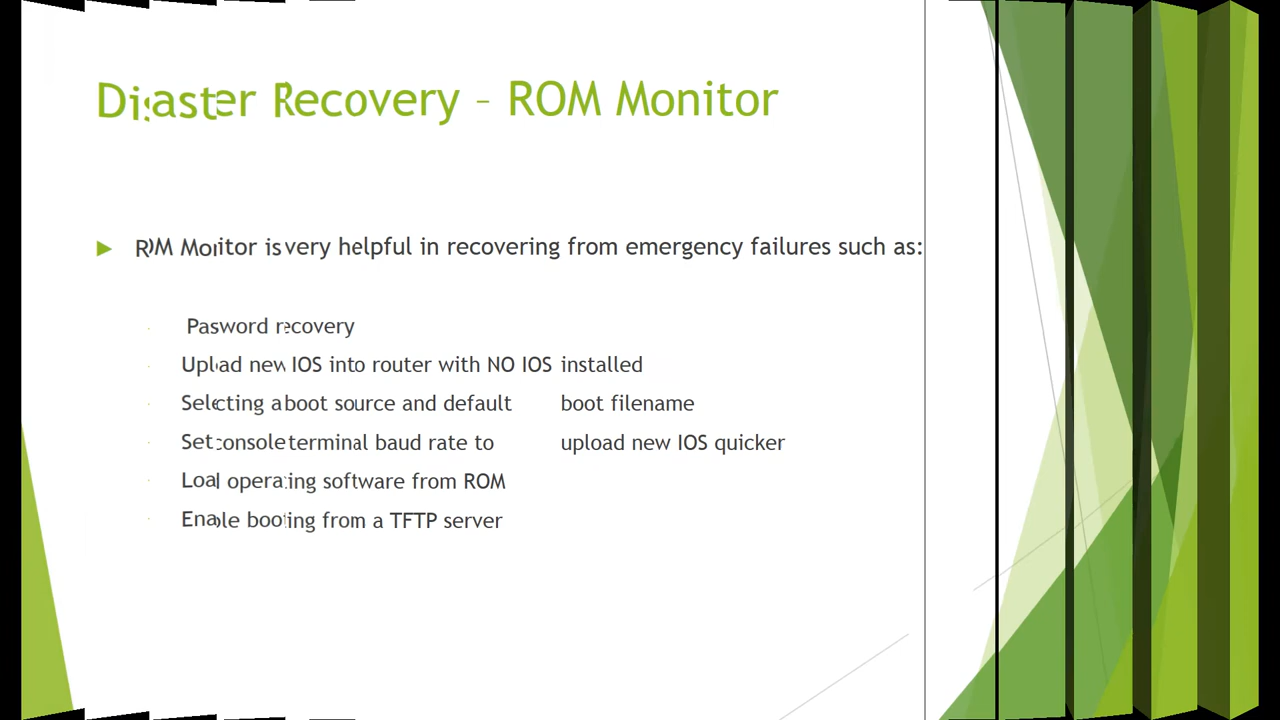 Disaster Recovery – ROM Monitor
ROM Monitor is very helpful in recovering from emergency failures such as:
Password recovery
Upload new IOS into router with NO IOS installed
Selecting a boot source and default boot filename
Set console terminal baud rate to upload new IOS quicker
Load operating software from ROM
Enable booting from a TFTP server